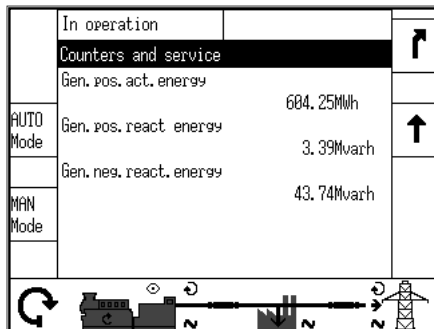 In operation
Counters and service
Gen.pos.act.energy
604.25MWh
AUTO
Mode
Gen.pos.react energy
3.39Mvarh
Gen.neg.react.energy
43.74Mvarh
MAN
Mode